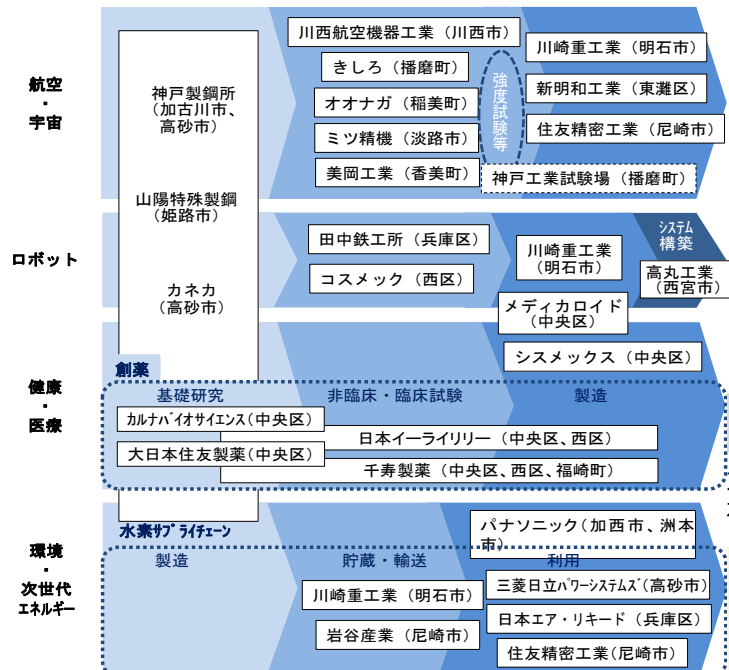 航空
・
宇宙
神戸製鋼所
(加古川市、
高砂市)
山陽特殊製鋼
(姫路市)
カネカ
(高砂市)
川西航空機器工業(川西市)
きしろ(播磨町)
オオナガ(稲美町)
ミツ精機(淡路市)
美岡工業(香美町)
強度試験等
神戸工業試験場(播磨町)
川崎重工業(明石市)
新明和工業(東灘区)
住友精密工業(尼崎市)
ロボット
田中鉄工所(兵庫区)
コスメック(西区)
川崎重工業
(明石市)
システム
構築
高丸工業
(西宮市)
メディカロイド
(中央区)
健康
・
医療
シスメックス(中央区)
創薬
基礎研究
非臨床・臨床試験
製造
カルナバイオサイエンス(中央区)
大日本住友製薬(中央区)
日本イーライリリー(中央区、西区)
千寿製薬(中央区、西区、福崎町)
環境
・
次世代
エネルギー
水素サプライチェーン
製造
貯蔵・輸送
利用
川崎重工業(明石市)
岩谷産業(尼崎市)
パナソニック(加西市、洲本
市)
三菱日立パワーシステムズ(高砂市)
日本エア・リキード(兵庫区)
住友精密工業(尼崎市)